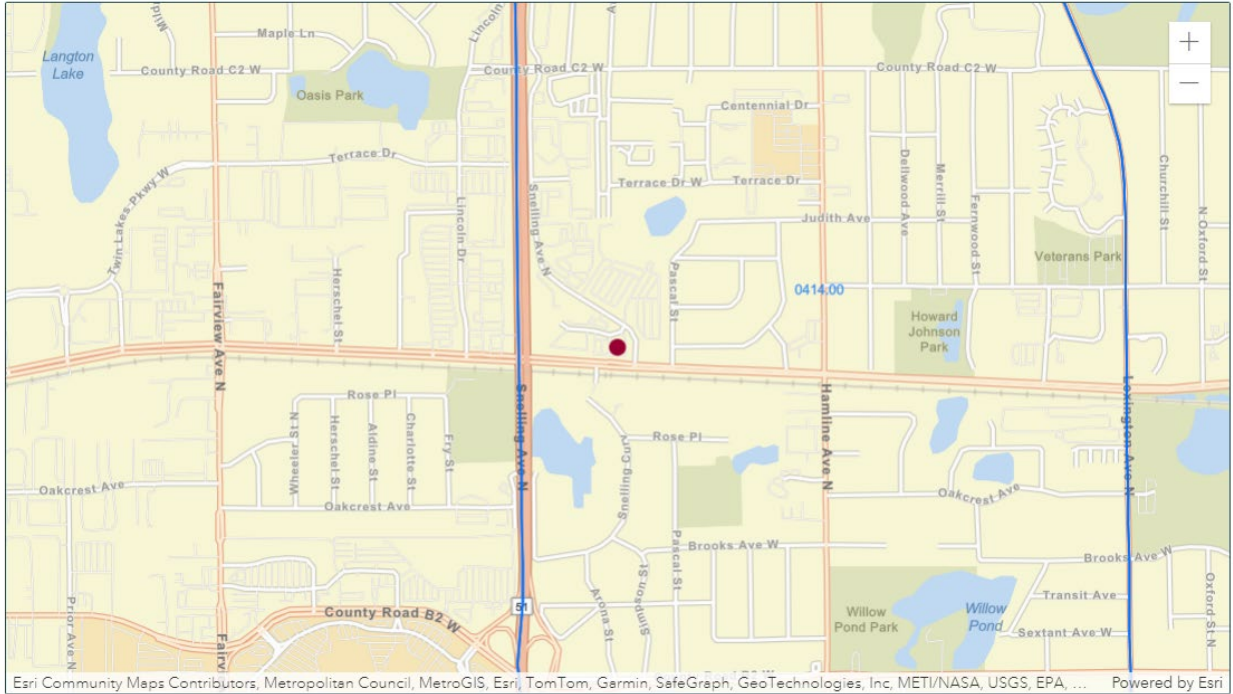 Maple Ln
Lincoln
Langton
Lake
County Road C2 W
County Road C2 W
County Road C2 W
Oasis Park
Centennial Dr
Terrace Dr
Terrace Dr W
Terrace Dr
Twin Lakes Pkwy W
Lincoln Dr
Snelling Ave N
Dellwood Ave
Merrill St
Fernwood St
Churchill St
N Oxford St
Judith Ave
Veterans Park
Herschel St
Fairview Ave N
Pascal St
0414.00
Howard
Johnson
Park
Rose Pl
Wheeler St N
Herschel St
Aldine St
Charlotte St
Fry St
Snelling Ave N
Snelling Curv
Rose Pl
Hamline Ave N
Lexington Ave N
Oakcrest Ave
Oakcrest Ave
Oakcrest Ave
Brooks Ave W
Brooks Ave W
Pascal St
Simpson St
Arona St
Prior Ave N
County Road B2 W
51
Willow
Pond Park
Willow
Pond
Transit Ave
Sextant Ave W
Oxford St N
Esri Community Maps Contributors, Metropolitan Council, MetroGIS, Esri, TomTom, Garmin, SafeGraph, GeoTechnologies, Inc, METI/NASA, USGS, EPA, ...
Powered by Esri